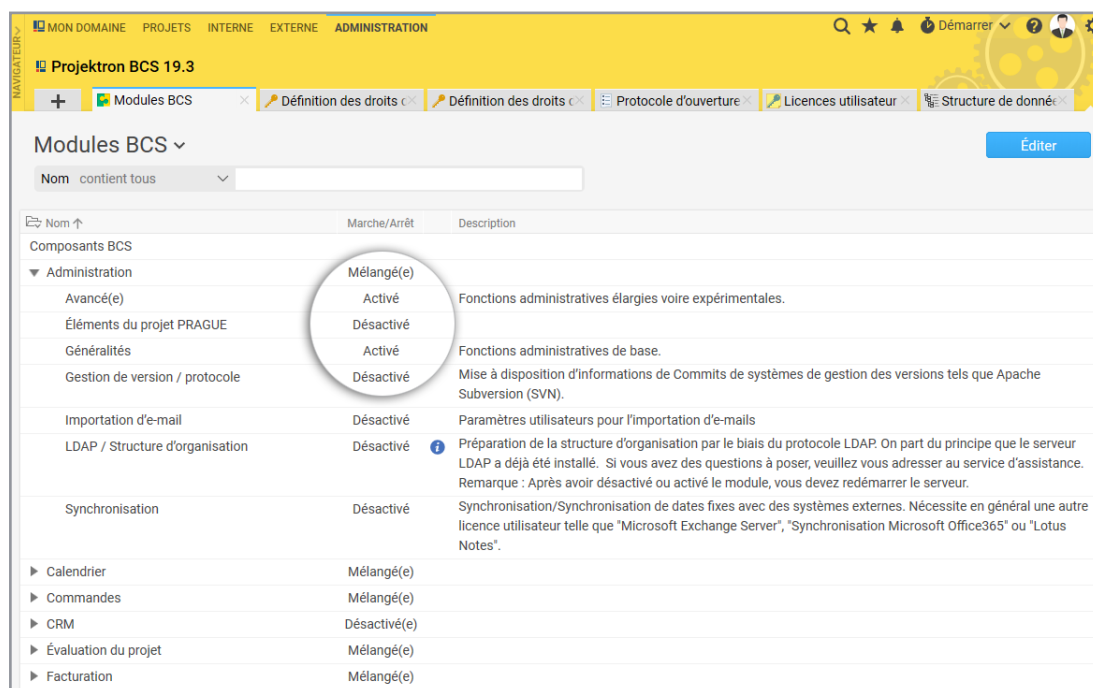 NAVIGATEUR
MON DOMAINE PROJETS INTERNE EXTERNE ADMINISTRATION Démarrer
Projektron BCS 19.3
Modules BCS Définition des droits Définition des droits Protocole d'ouverture Licences utilisateur Structure de donné
Modules BCS Éditer
Nom contient tous
Nom Marche/Arrêt Description
Composants BCS
Administration Mélangé(e)
Avancé(e) Activé Fonctions administratives élargies voire expérimentales.
Éléments du projet PRAGUE Désactivé
Généralités Activé Fonctions administratives de base.
Gestion de version / protocole Désactivé Mise à disposition d'informations de Commits de systèmes de gestion des versions tels que Apache
Subversion (SVN).
Importation d'e-mail Désactivé Paramètres utilisateurs pour l'importation d'e-mails
LDAP / Structure d'organisation Désactivé Préparation de la structure d'organisation par le biais du protocole LDAP. On part du principe que le serveur
LDAP a déjà été installé. Si vous avez des questions à poser, veuillez vous adresser au service d'assistance.
Remarque : Après avoir désactivé ou activé le module, vous devez redémarrer le serveur.
Synchronisation Désactivé Synchronisation/Synchronisation de dates fixes avec des systèmes externes. Nécessite en général une autre
licence utilisateur telle que "Microsoft Exchange Server", "Synchronisation Microsoft Office365" ou "Lotus
Notes".
Calendrier Mélangé(e)
Commandes Mélangé(e)
CRM Désactivé(e)
Évaluation du projet Mélangé(e)
Facturation Mélangé(e)